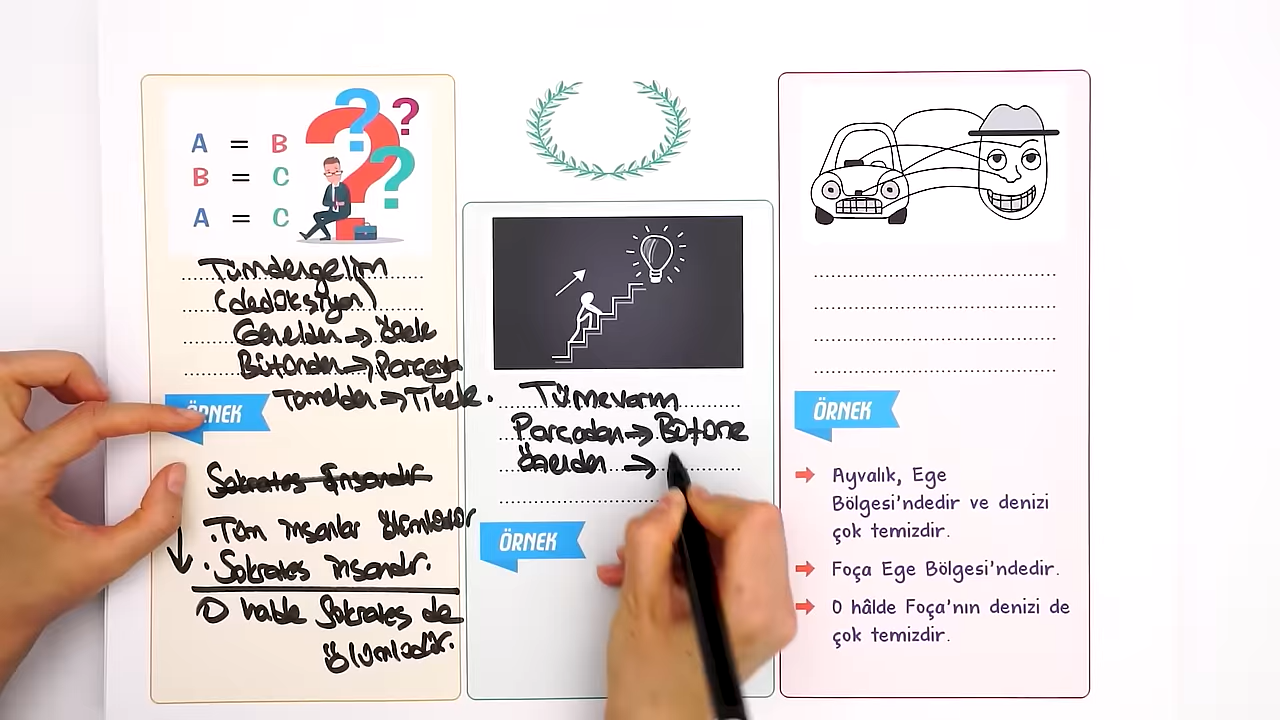 A = B
B = C
A = C
? ? ? ?
Tümdengelim
(dedüksiyon)
Genelden → özele
Bütünden → Parçaya
Tümelden → Tikele.
ÖRNEK
Sokrates insandır
. Tüm insanlar ölümlüdür
. Sokrates insandır.
O halde Sokrates de
ölümlüdür.
Tümevarım
Parçadan → Bütüne
özelden →
ÖRNEK
ÖRNEK
Ayvalık, Ege
Bölgesi'ndedir ve denizi
çok temizdir.
Foça Ege Bölgesi'ndedir.
O hâlde Foça'nın denizi de
çok temizdir.